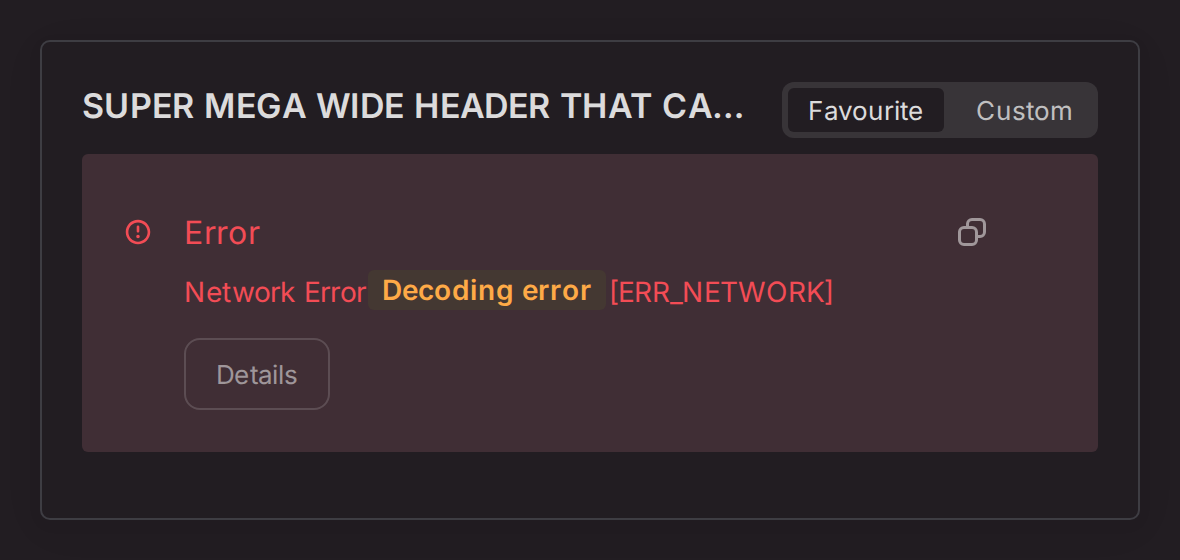 SUPER MEGA WIDE HEADER THAT CA...
Favourite Custom
Error
Network Error Decoding error [ERR_NETWORK]
Details